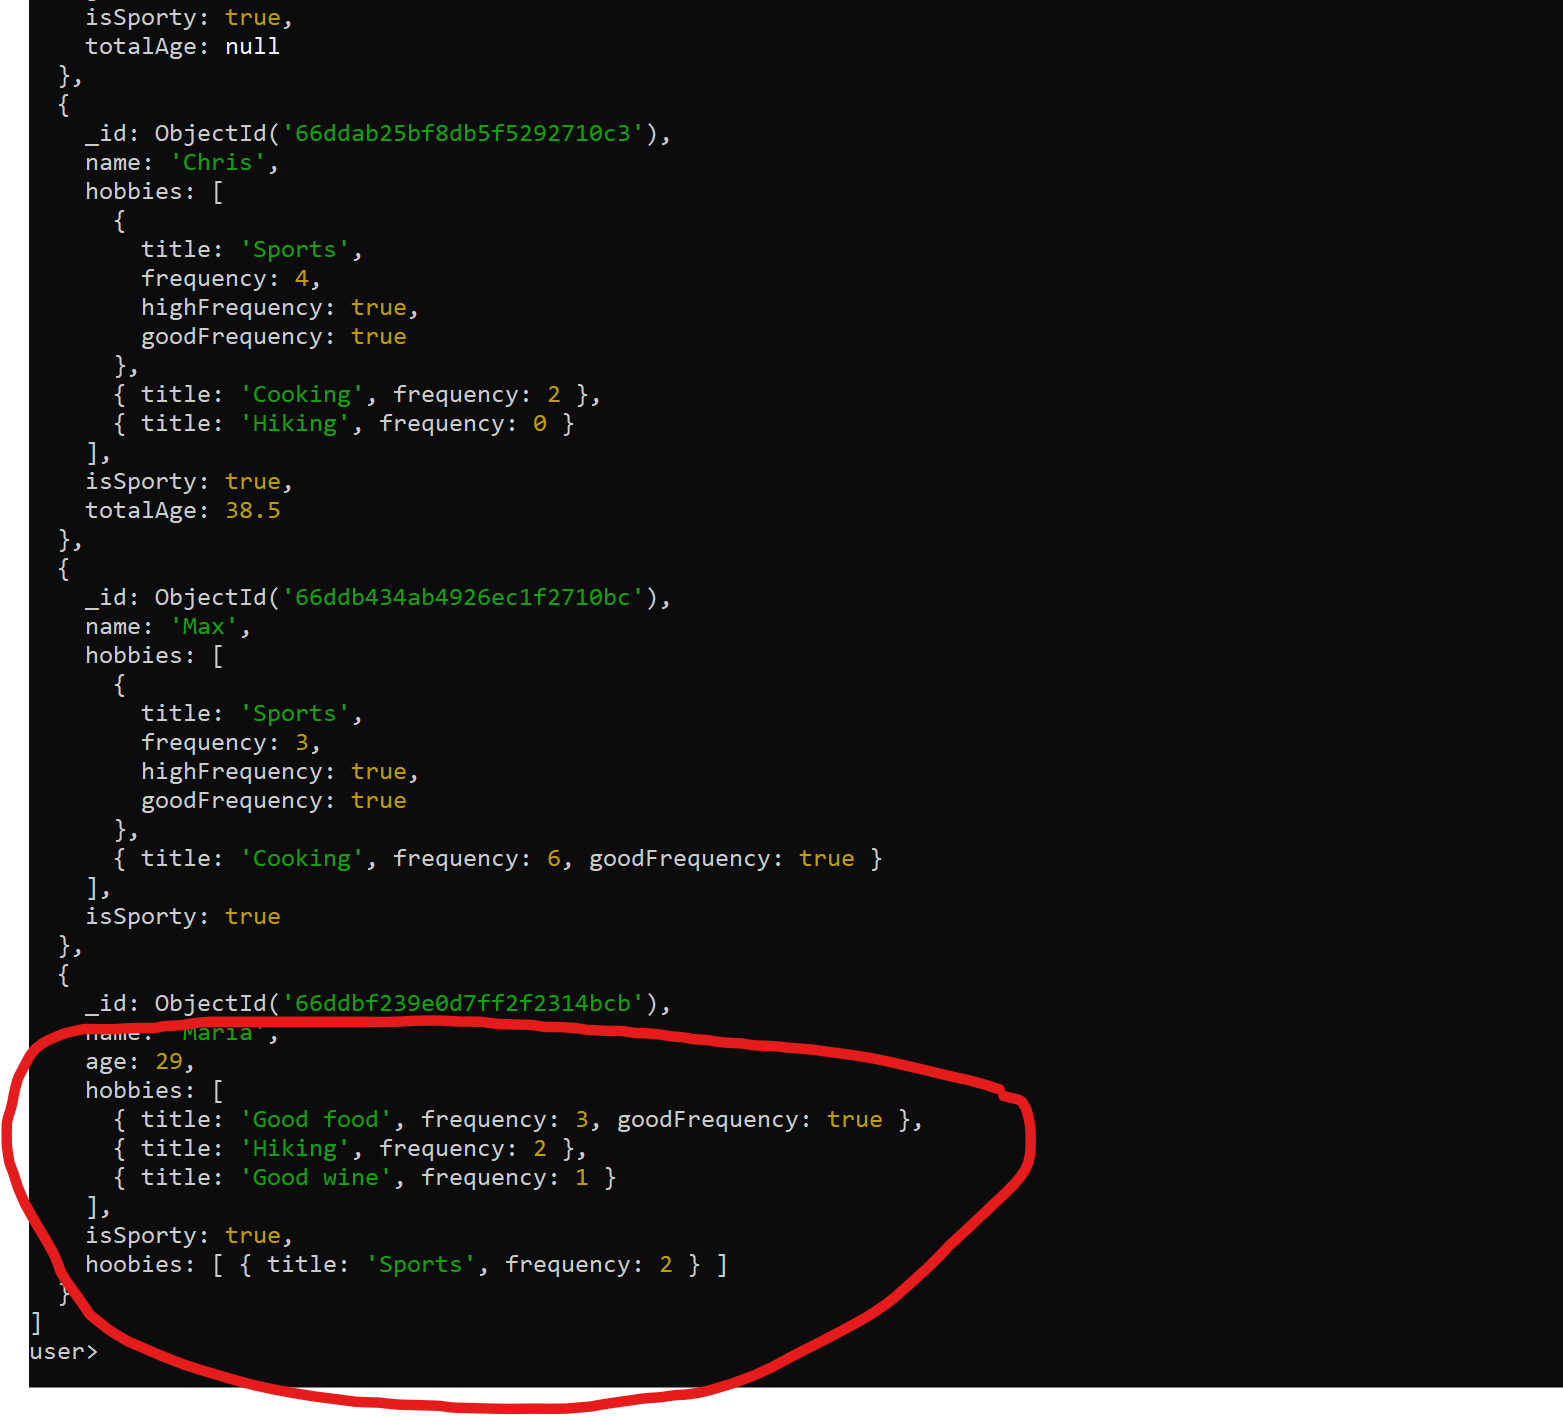 isSporty: true,
totalAge: null
},
{
_id: ObjectId('66ddab25bf8db5f5292710c3'),
name: 'Chris',
hobbies: [
{
title: 'Sports',
frequency: 4,
highFrequency: true,
goodFrequency: true
},
{ title: 'Cooking', frequency: 2 },
{ title: 'Hiking', frequency: 0 }
],
isSporty: true,
totalAge: 38.5
},
{
_id: ObjectId('66ddb434ab4926ec1f2710bc'),
name: 'Max',
hobbies: [
{
title: 'Sports',
frequency: 3,
highFrequency: true,
goodFrequency: true
},
{ title: 'Cooking', frequency: 6, goodFrequency: true }
],
isSporty: true
},
{
_id: ObjectId('66ddbf239e0d7ff2f2314bcb'),
name: 'Maria',
age: 29,
hobbies: [
{ title: 'Good food', frequency: 3, goodFrequency: true },
{ title: 'Hiking', frequency: 2 },
{ title: 'Good wine', frequency: 1 }
],
isSporty: true,
hoobies: [ { title: 'Sports', frequency: 2 } ]
}
]
user>